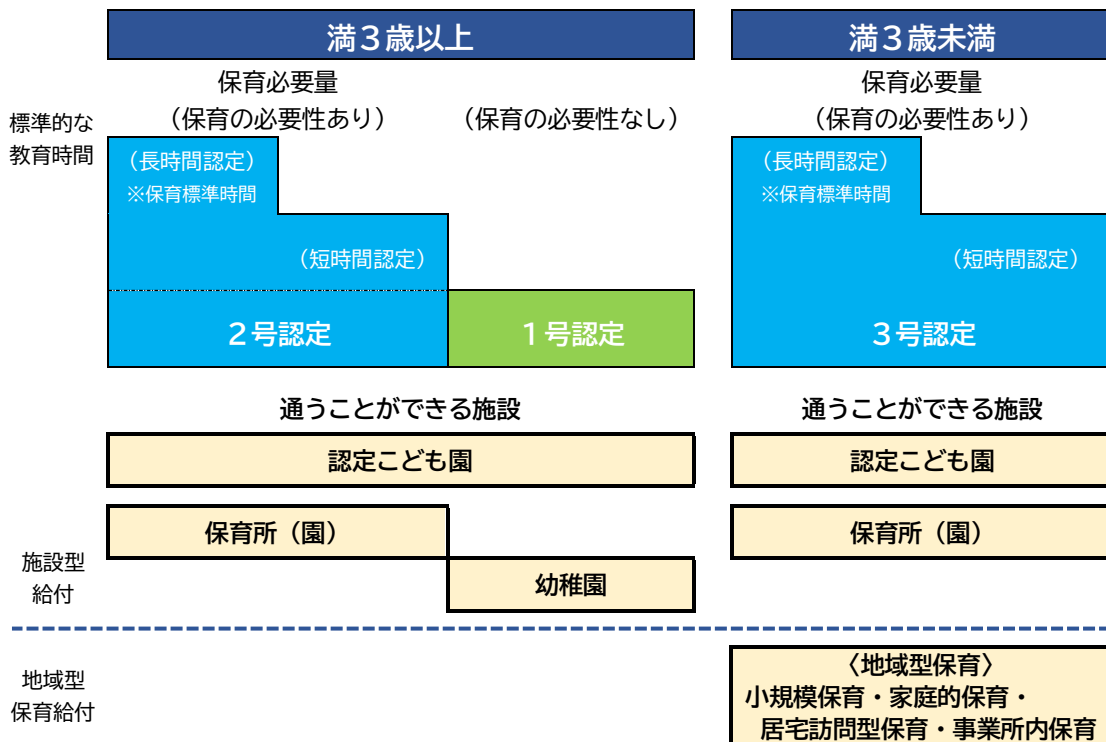 満３歳以上
満３歳未満
保育必要量
（保育の必要性あり）
（保育の必要性なし）
保育必要量
（保育の必要性あり）
標準的な
教育時間
（長時間認定）
※保育標準時間
（短時間認定）
２号認定
１号認定
（長時間認定）
※保育標準時間
（短時間認定）
３号認定
通うことができる施設
通うことができる施設
認定こども園
認定こども園
保育所（園）
保育所（園）
施設型
給付
幼稚園
地域型
保育給付
〈地域型保育〉
小規模保育・家庭的保育・
居宅訪問型保育・事業所内保育